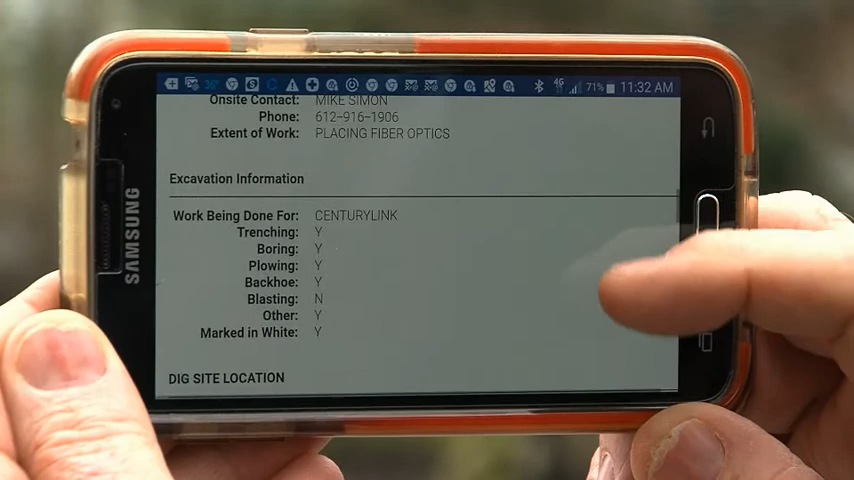 4G 71% 11:32 AM
Onsite Contact: MIKE SIMON
Phone: 612-916-1906
Extent of Work: PLACING FIBER OPTICS
Excavation Information
Work Being Done For: CENTURYLINK
Trenching: Y
Boring: Y
Plowing: Y
Backhoe: Y
Blasting: N
Other: Y
Marked in White: Y
DIG SITE LOCATION
SAMSUNG